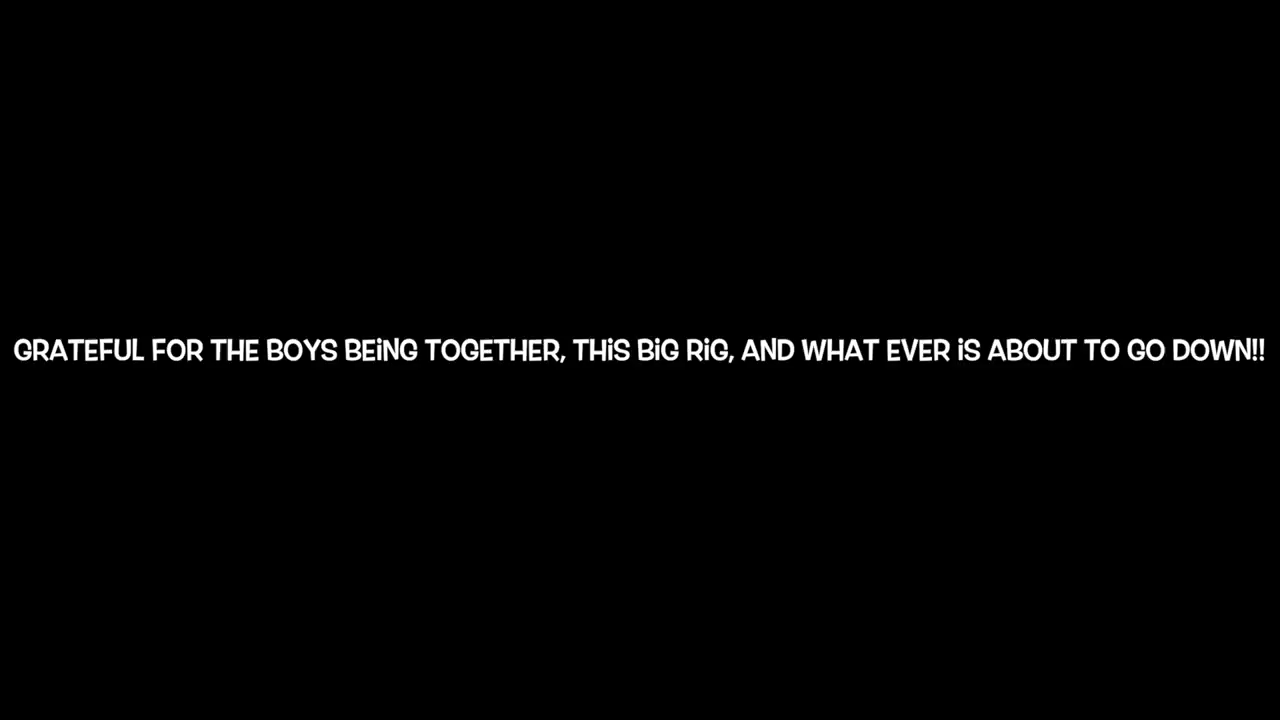 GRATEFUL FOR THE BOYS BEiNG TOGETHER, THiS BiG RiG, AND WHAT EVER iS ABOUT TO GO DOWN!!